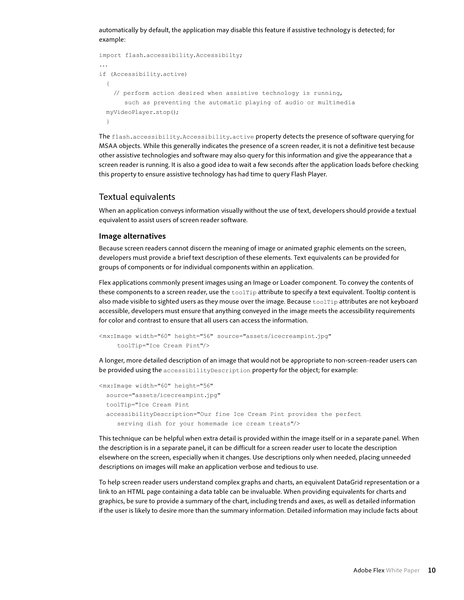 automatically by default, the application may disable this feature if assistive technology is detected; for
example:
import flash.accessibility.Accessibilty;
...
if (Accessibility.active)
{
// perform action desired when assistive technology is running,
such as preventing the automatic playing of audio or multimedia
myVideoPlayer.stop();
}
The flash.accessibility.Accessibility.active property detects the presence of software querying for
MSAA objects. While this generally indicates the presence of a screen reader, it is not a definitive test because
other assistive technologies and software may also query for this information and give the appearance that a
screen reader is running. It is also a good idea to wait a few seconds after the application loads before checking
this property to ensure assistive technology has had time to query Flash Player.
Textual equivalents
When an application conveys information visually without the use of text, developers should provide a textual
equivalent to assist users of screen reader software.
Image alternatives
Because screen readers cannot discern the meaning of image or animated graphic elements on the screen,
developers must provide a brief text description of these elements. Text equivalents can be provided for
groups of components or for individual components within an application.
Flex applications commonly present images using an Image or Loader component. To convey the contents of
these components to a screen reader, use the toolTip attribute to specify a text equivalent. Tooltip content is
also made visible to sighted users as they mouse over the image. Because toolTip attributes are not keyboard
accessible, developers must ensure that anything conveyed in the image meets the accessibility requirements
for color and contrast to ensure that all users can access the information.
<mx:Image width="60" height="56" source="assets/icecreampint.jpg"
toolTip="Ice Cream Pint"/>
A longer, more detailed description of an image that would not be appropriate to non-screen-reader users can
be provided using the accessibilityDescription property for the object; for example:
<mx:Image width="60" height="56"
source="assets/icecreampint.jpg"
toolTip="Ice Cream Pint
accessibilityDescription="Our fine Ice Cream Pint provides the perfect
serving dish for your homemade ice cream treats"/>
This technique can be helpful when extra detail is provided within the image itself or in a separate panel. When
the description is in a separate panel, it can be difficult for a screen reader user to locate the description
elsewhere on the screen, especially when it changes. Use descriptions only when needed, placing unneeded
descriptions on images will make an application verbose and tedious to use.
To help screen reader users understand complex graphs and charts, an equivalent DataGrid representation or a
link to an HTML page containing a data table can be invaluable. When providing equivalents for charts and
graphics, be sure to provide a summary of the chart, including trends and axes, as well as detailed information
if the user is likely to desire more than the summary information. Detailed information may include facts about
Adobe Flex White Paper 10